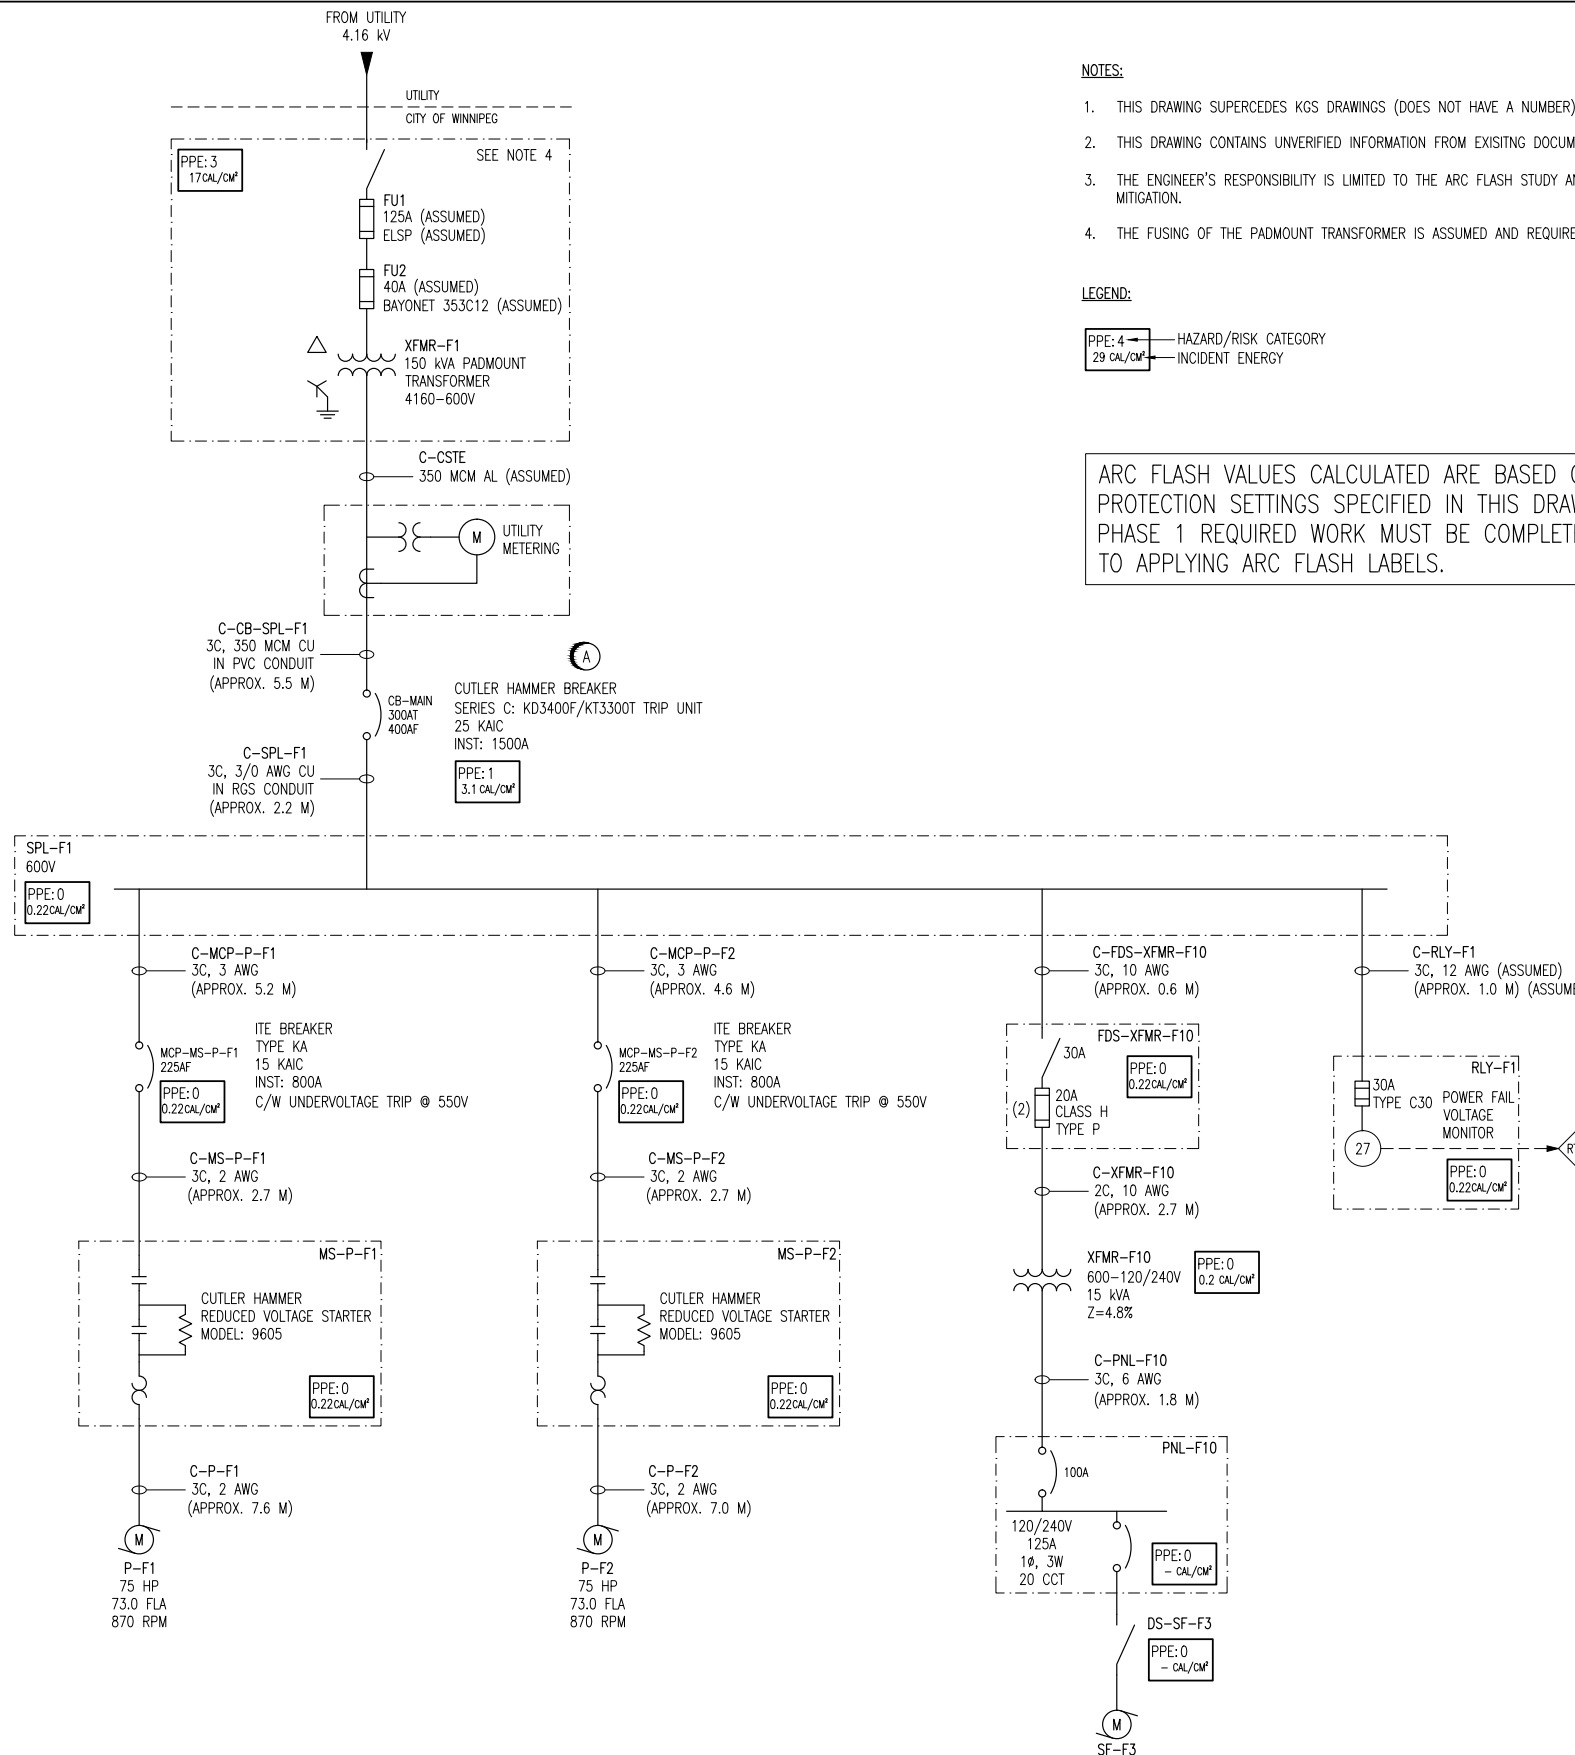 FROM UTILITY
4.16 kV
UTILITY
CITY OF WINNIPEG
PPE: 3
17 CAL/CM²
SEE NOTE 4
FU1
125A (ASSUMED)
ELSP (ASSUMED)
FU2
40A (ASSUMED)
BAYONET 353C12 (ASSUMED)
XFMR-F1
150 kVA PADMOUNT
TRANSFORMER
4160-600V
C-CSTE
350 MCM AL (ASSUMED)
M
UTILITY
METERING
C-CB-SPL-F1
3C, 350 MCM CU
IN PVC CONDUIT
(APPROX. 5.5 M)
A
CB-MAIN
300AT
400AF
CUTLER HAMMER BREAKER
SERIES C: KD3400F/KT3300T TRIP UNIT
25 KAIC
INST: 1500A
PPE: 1
3.1 CAL/CM²
C-SPL-F1
3C, 3/0 AWG CU
IN RGS CONDUIT
(APPROX. 2.2 M)
NOTES:
1. THIS DRAWING SUPERCEDES KGS DRAWINGS (DOES NOT HAVE A NUMBER)
2. THIS DRAWING CONTAINS UNVERIFIED INFORMATION FROM EXISITNG DOCUM
3. THE ENGINEER'S RESPONSIBILITY IS LIMITED TO THE ARC FLASH STUDY AN
MITIGATION.
4. THE FUSING OF THE PADMOUNT TRANSFORMER IS ASSUMED AND REQUIRE
LEGEND:
PPE: 4
29 CAL/CM²
HAZARD/RISK CATEGORY
INCIDENT ENERGY
ARC FLASH VALUES CALCULATED ARE BASED O
PROTECTION SETTINGS SPECIFIED IN THIS DRAW
PHASE 1 REQUIRED WORK MUST BE COMPLETE
TO APPLYING ARC FLASH LABELS.
SPL-F1
600V
PPE: 0
0.22 CAL/CM²
C-MCP-P-F1
3C, 3 AWG
(APPROX. 5.2 M)
MCP-MS-P-F1
225AF
PPE: 0
0.22 CAL/CM²
ITE BREAKER
TYPE KA
15 KAIC
INST: 800A
C/W UNDERVOLTAGE TRIP @ 550V
C-MS-P-F1
3C, 2 AWG
(APPROX. 2.7 M)
MS-P-F1
CUTLER HAMMER
REDUCED VOLTAGE STARTER
MODEL: 9605
PPE: 0
0.22 CAL/CM²
C-P-F1
3C, 2 AWG
(APPROX. 7.6 M)
M
P-F1
75 HP
73.0 FLA
870 RPM
C-MCP-P-F2
3C, 3 AWG
(APPROX. 4.6 M)
MCP-MS-P-F2
225AF
PPE: 0
0.22 CAL/CM²
ITE BREAKER
TYPE KA
15 KAIC
INST: 800A
C/W UNDERVOLTAGE TRIP @ 550V
C-MS-P-F2
3C, 2 AWG
(APPROX. 2.7 M)
MS-P-F2
CUTLER HAMMER
REDUCED VOLTAGE STARTER
MODEL: 9605
PPE: 0
0.22 CAL/CM²
C-P-F2
3C, 2 AWG
(APPROX. 7.0 M)
M
P-F2
75 HP
73.0 FLA
870 RPM
C-FDS-XFMR-F10
3C, 10 AWG
(APPROX. 0.6 M)
FDS-XFMR-F10
30A
PPE: 0
0.22 CAL/CM²
(2)
20A
CLASS H
TYPE P
C-XFMR-F10
2C, 10 AWG
(APPROX. 2.7 M)
XFMR-F10
600-120/240V
15 kVA
Z=4.8%
PPE: 0
0.2 CAL/CM²
C-PNL-F10
3C, 6 AWG
(APPROX. 1.8 M)
PNL-F10
100A
120/240V
125A
1ø, 3W
20 CCT
PPE: 0
- CAL/CM²
DS-SF-F3
PPE: 0
- CAL/CM²
M
SF-F3
C-RLY-F1
3C, 12 AWG (ASSUMED)
(APPROX. 1.0 M) (ASSUM
RLY-F1
30A
TYPE C30
POWER FAIL
VOLTAGE
MONITOR
27
PPE: 0
0.22 CAL/CM²